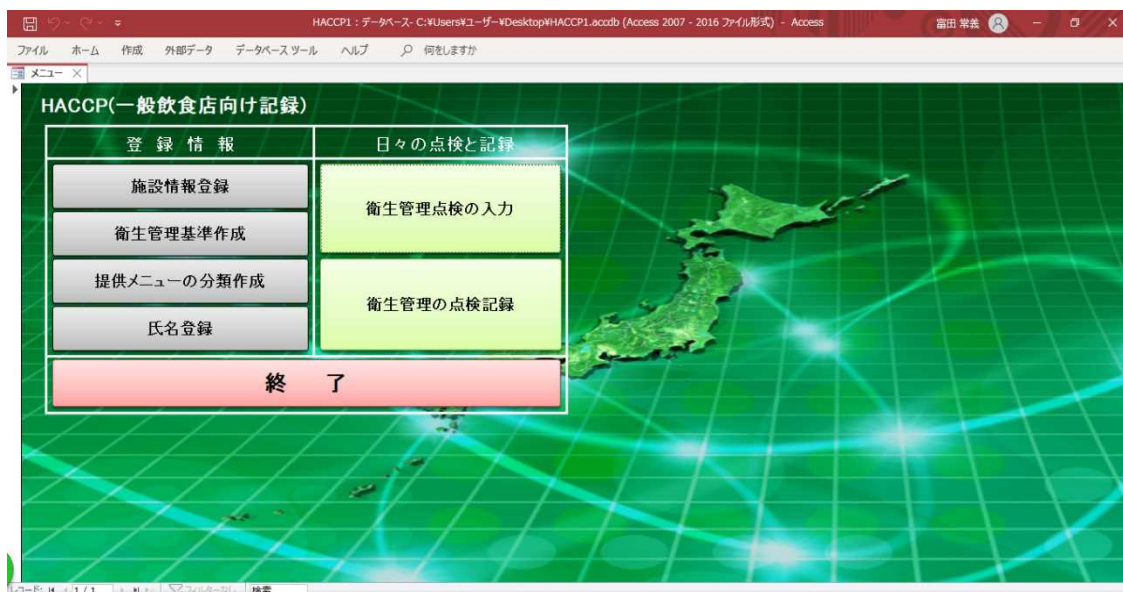 HACCP1 : データベース- C:¥Users¥ユーザー¥Desktop¥HACCP1.accdb (Access 2007 - 2016 ファイル形式) - Access
富田 常義
ファイル ホーム 作成 外部データ データベース ツール ヘルプ 何をしますか
メニュー
HACCP(一般飲食店向け記録)
登 録 情 報
日々の点検と記録
施設情報登録
衛生管理点検の入力
衛生管理基準作成
提供メニューの分類作成
衛生管理の点検記録
氏名登録
終 了
レコード: 1 / 1 フィルターなし 検索